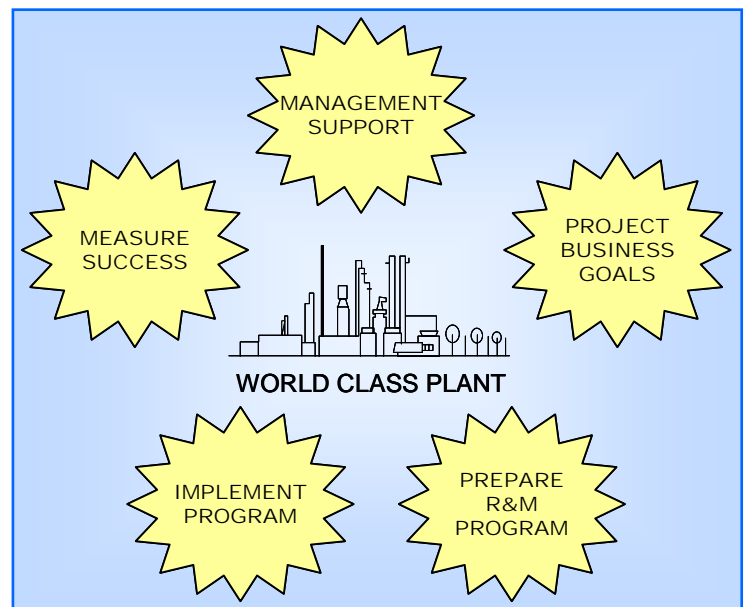 MANAGEMENT
SUPPORT
MEASURE
SUCCESS
PROJECT
BUSINESS
GOALS
WORLD CLASS PLANT
IMPLEMENT
PROGRAM
PREPARE
R&M
PROGRAM